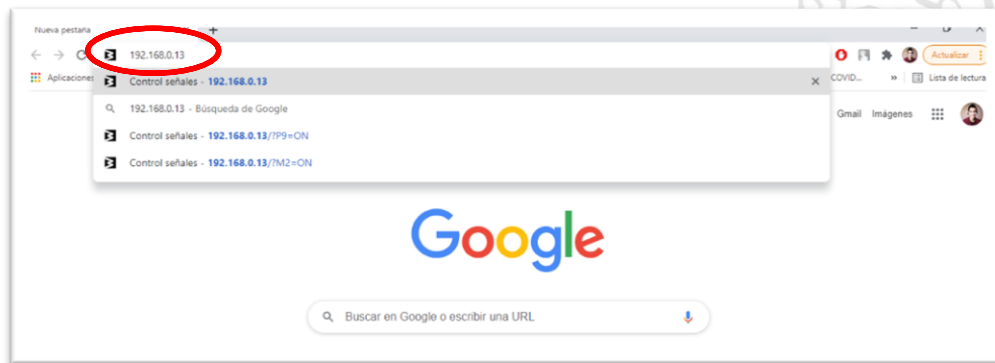 Nueva pestaña
192.168.0.13
Actualizar
Aplicaciones
Control señales - 192.168.0.13
COVID...
»
Lista de lectura
192.168.0.13 - Búsqueda de Google
Gmail Imágenes
Control señales - 192.168.0.13/?P9=ON
Control señales - 192.168.0.13/?M2=ON
Google
Buscar en Google o escribir una URL